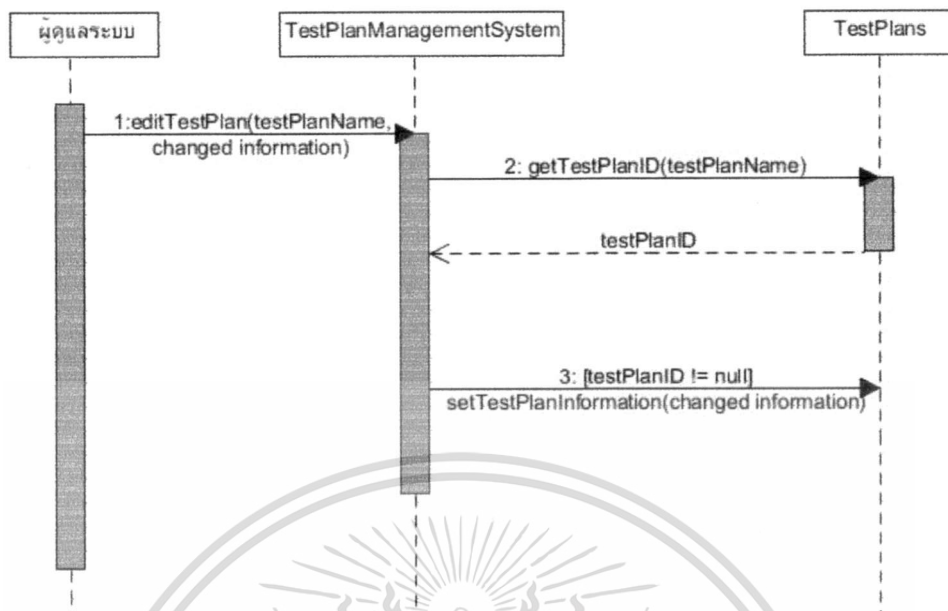 ผู้ดูแลระบบ
TestPlanManagementSystem
TestPlans
1:editTestPlan(testPlanName,
changed information)
2: getTestPlanID(testPlanName)
testPlanID
3: [testPlanID != null]
setTestPlanInformation(changed information)